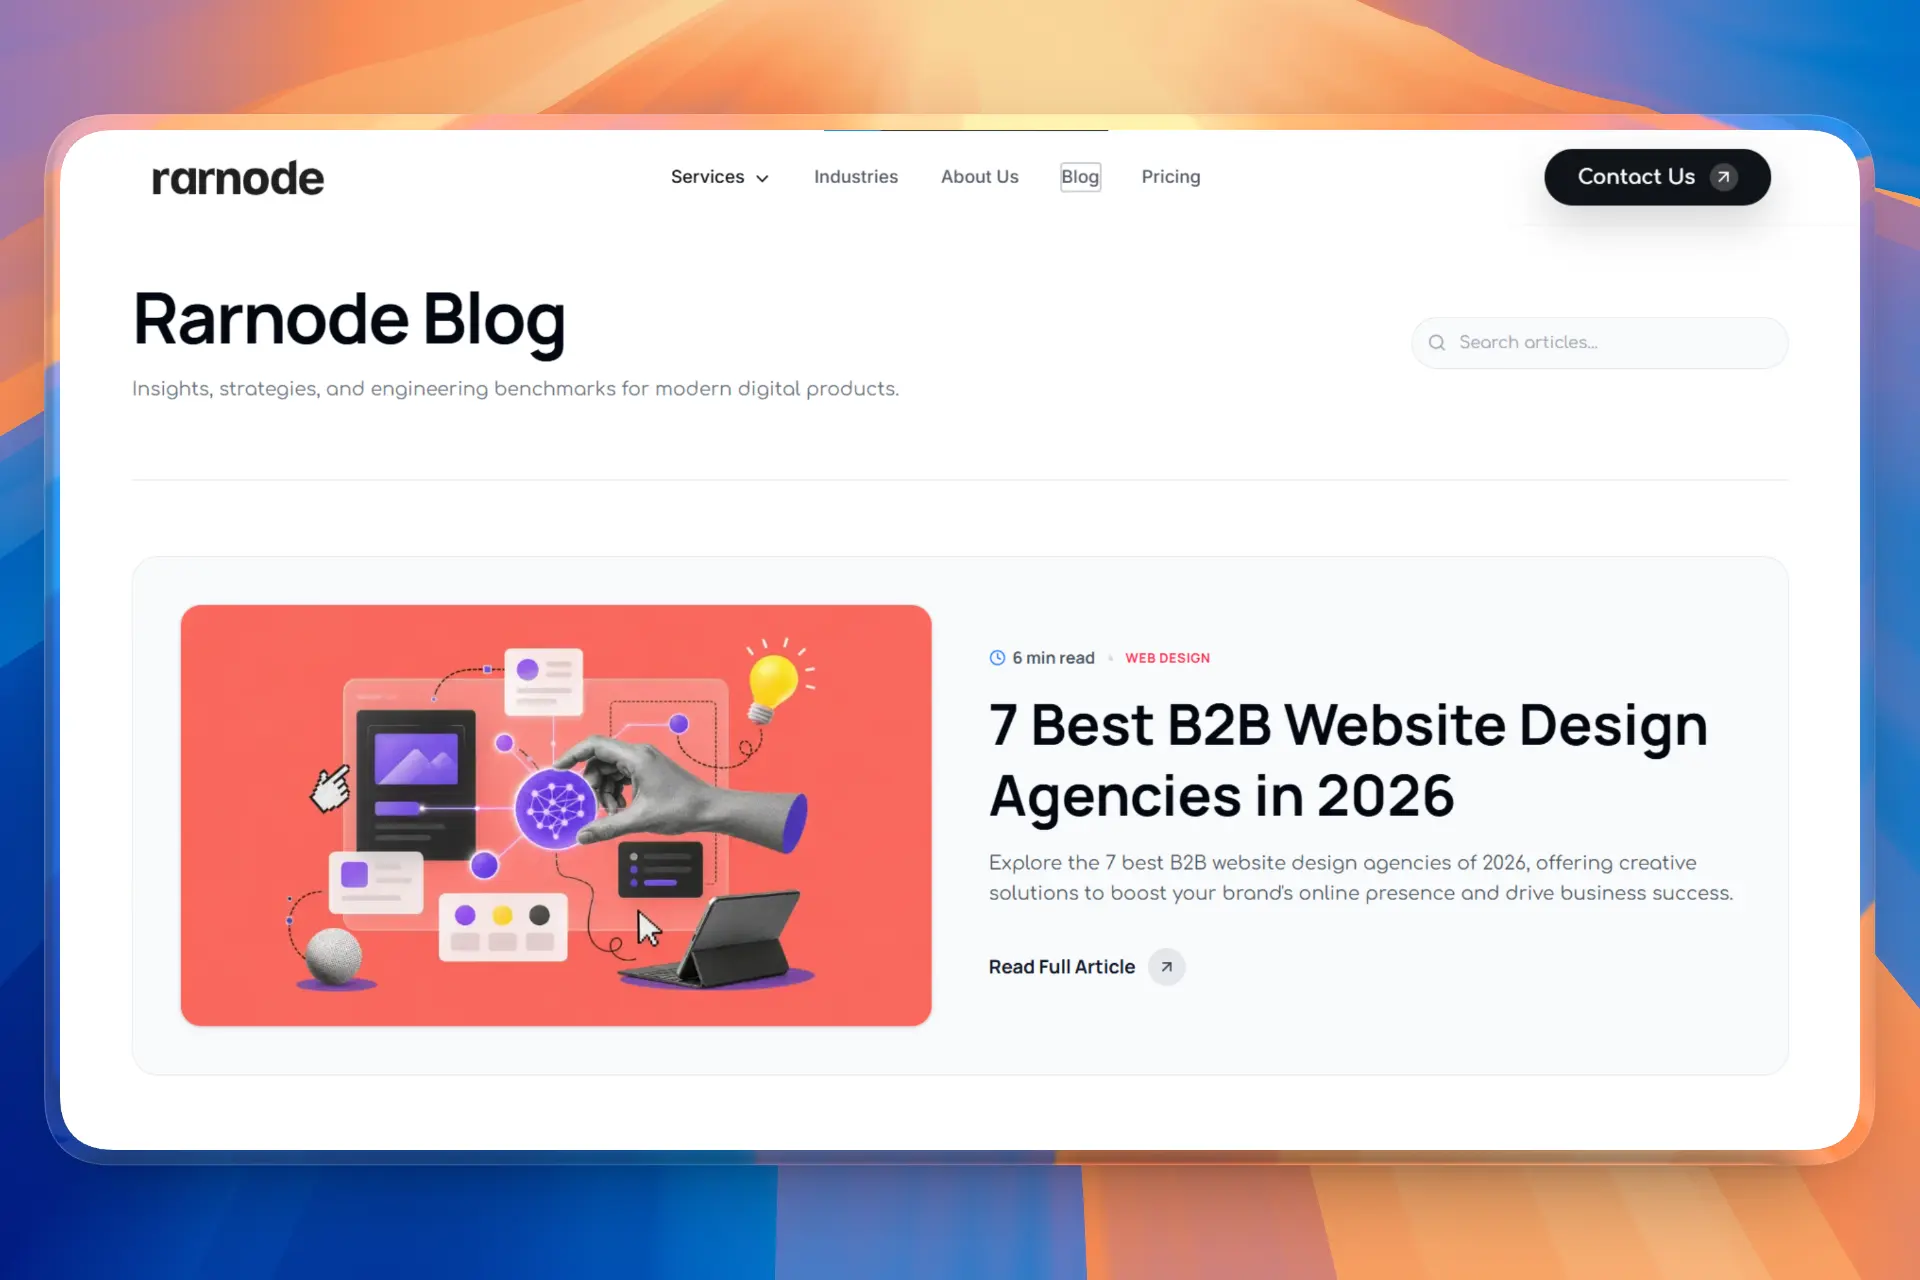 rarnode
Services
Industries
About Us
Blog
Pricing
Contact Us
Rarnode Blog
Search articles...
Insights, strategies, and engineering benchmarks for modern digital products.
6 min read
WEB DESIGN
7 Best B2B Website Design
Agencies in 2026
Explore the 7 best B2B website design agencies of 2026, offering creative
solutions to boost your brand's online presence and drive business success.
Read Full Article